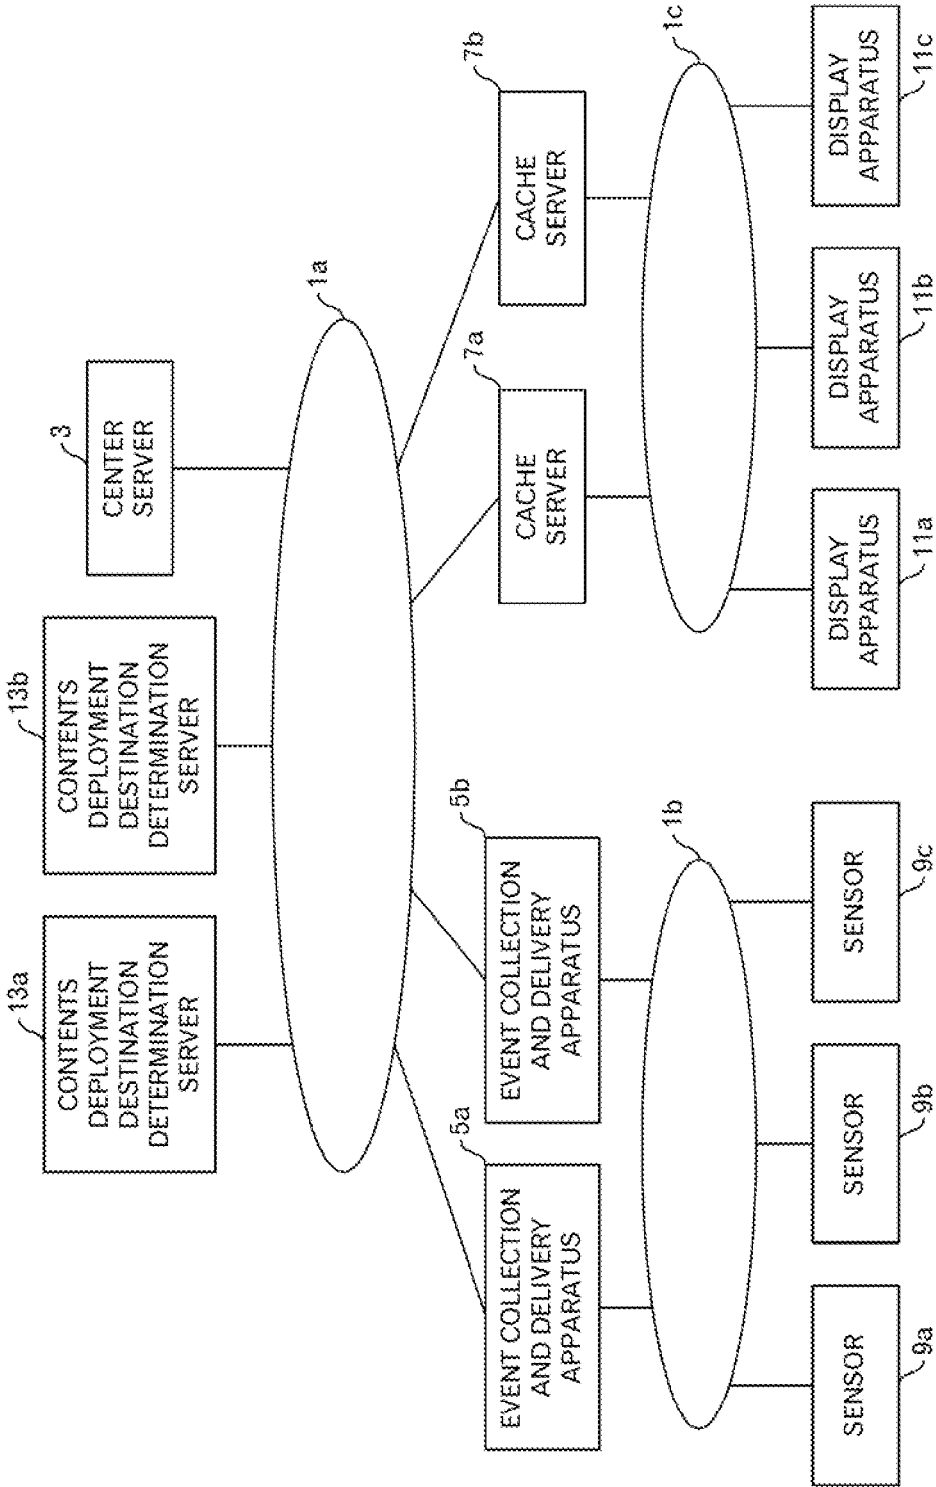 13a
CONTENTS
DEPLOYMENT
DESTINATION
DETERMINATION
SERVER
13b
CONTENTS
DEPLOYMENT
DESTINATION
DETERMINATION
SERVER
3
CENTER
SERVER
1a
5a
EVENT COLLECTION
AND DELIVERY
APPARATUS
5b
EVENT COLLECTION
AND DELIVERY
APPARATUS
7a
CACHE
SERVER
7b
CACHE
SERVER
1b
1c
SENSOR
9a
SENSOR
9b
SENSOR
9c
DISPLAY
APPARATUS
11a
DISPLAY
APPARATUS
11b
DISPLAY
APPARATUS
11c